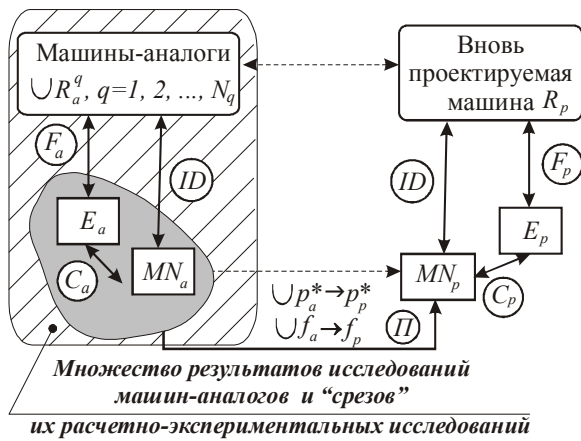 Машины-аналоги
∪ R_a^q, q=1, 2, ..., N_q
Вновь
проектируемая
машина R_p
F_a
ID
ID
F_p
E_a
E_p
C_a
MN_a
MN_p
C_p
∪ p_a^* → p_p^*
∪ f_a → f_p
П
Множество результатов исследований
машин-аналогов и “срезов”
их расчетно-экспериментальных исследований